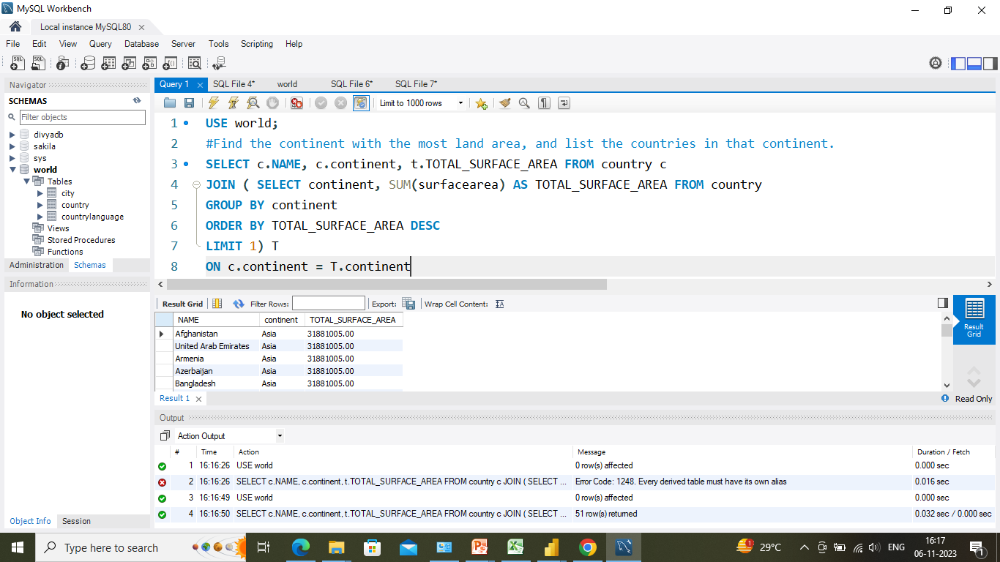 MySQL Workbench
Local instance MySQL80
File Edit View Query Database Server Tools Scripting Help
Navigator
SCHEMAS
Filter objects
divyadb
sakila
sys
world
Tables
city
country
countrylanguage
Views
Stored Procedures
Functions
Administration Schemas
Information
No object selected
Object Info Session
Query 1 SQL File 4* world SQL File 6* SQL File 7*
Limit to 1000 rows
1 USE world;
2 #Find the continent with the most land area, and list the countries in that continent.
3 SELECT c.NAME, c.continent, t.TOTAL_SURFACE_AREA FROM country c
4 JOIN ( SELECT continent, SUM(surfacearea) AS TOTAL_SURFACE_AREA FROM country
5 GROUP BY continent
6 ORDER BY TOTAL_SURFACE_AREA DESC
7 LIMIT 1) T
8 ON c.continent = T.continent
Result Grid Filter Rows: Export: Wrap Cell Content:
NAME continent TOTAL_SURFACE_AREA
Afghanistan Asia 31881005.00
United Arab Emirates Asia 31881005.00
Armenia Asia 31881005.00
Azerbaijan Asia 31881005.00
Bangladesh Asia 31881005.00
Result Grid
Result 1
Read Only
Output
Action Output
# Time Action Message Duration / Fetch
1 16:16:26 USE world 0 row(s) affected 0.000 sec
2 16:16:26 SELECT c.NAME, c.continent, t.TOTAL_SURFACE_AREA FROM country c JOIN ( SELECT ... Error Code: 1248. Every derived table must have its own alias 0.016 sec
3 16:16:49 USE world 0 row(s) affected 0.000 sec
4 16:16:50 SELECT c.NAME, c.continent, t.TOTAL_SURFACE_AREA FROM country c JOIN ( SELECT ... 51 row(s) returned 0.032 sec / 0.000 sec
Type here to search
29°C
ENG
16:17
06-11-2023